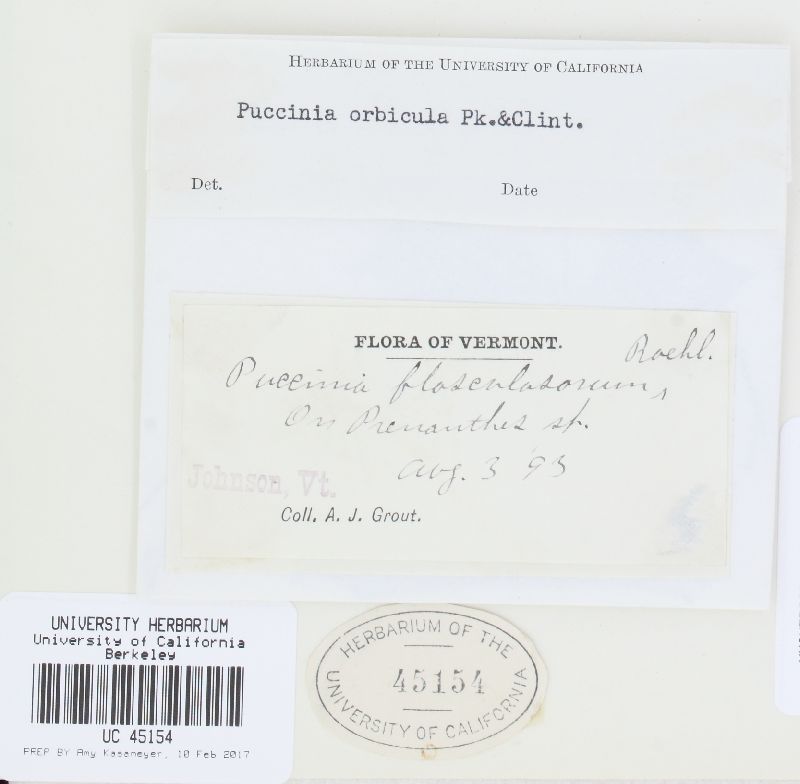 HERBARIUM OF THE UNIVERSITY OF CALIFORNIA
Puccinia orbicula Pk.&Clint.
Det. Date
FLORA OF VERMONT.
Roehl.
Puccinia flosculosorum,
On Prenanthes sp.
Aug. 3 '93
Johnson, Vt.
Coll. A. J. Grout.
UNIVERSITY HERBARIUM
University of California
Berkeley
UC 45154
PREP BY Amy Kasameyer, 10 Feb 2017
HERBARIUM OF THE
45154
UNIVERSITY OF CALIFORNIA